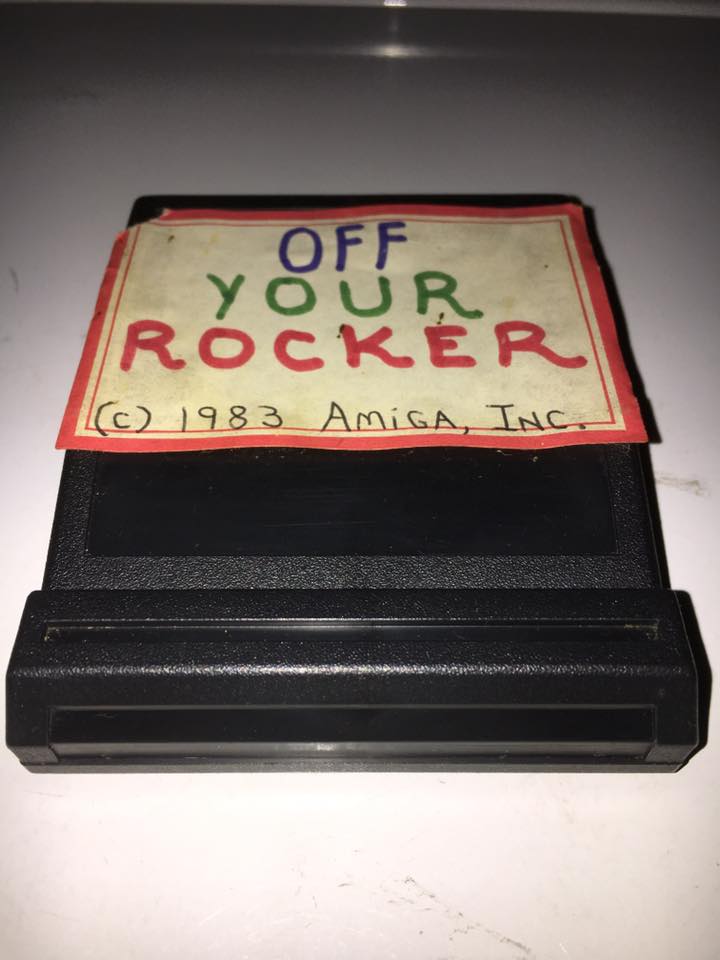 OFF
YOUR
ROCKER
(c) 1983 AMiGA, INC.